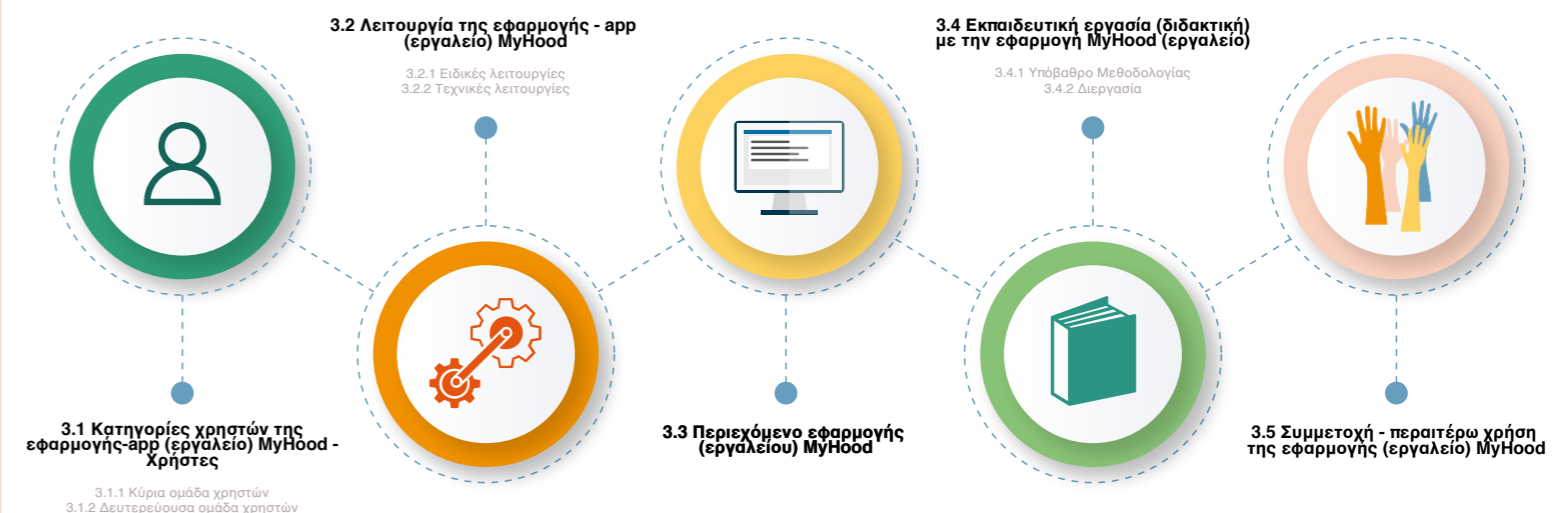 3.1 Κατηγορίες χρηστών της
εφαρμογής-app (εργαλείο) MyHood -
Χρήστες
3.1.1 Κύρια ομάδα χρηστών
3.1.2 Δευτερεύουσα ομάδα χρηστών
3.2 Λειτουργία της εφαρμογής - app
(εργαλείο) MyHood
3.2.1 Ειδικές λειτουργίες
3.2.2 Τεχνικές λειτουργίες
3.3 Περιεχόμενο εφαρμογής
(εργαλείου) MyHood
3.4 Εκπαιδευτική εργασία (διδακτική)
με την εφαρμογή MyHood (εργαλείο)
3.4.1 Υπόβαθρο Μεθοδολογίας
3.4.2 Διεργασία
3.5 Συμμετοχή - περαιτέρω χρήση
της εφαρμογής (εργαλείο) MyHood